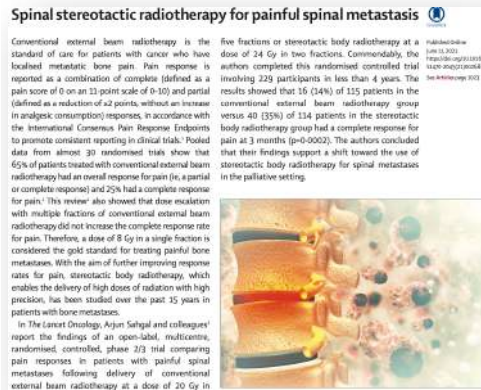 Spinal stereotactic radiotherapy for painful spinal metastasis
Conventional external beam radiotherapy is the
standard of care for patients with cancer who have
localised metastatic bone pain. Pain response is
reported as a combination of complete (defined as a
pain score of 0 on an 11-point scale of 0-10) and partial
(defined as a reduction of ≥2 points, without an increase
in analgesic consumption) responses, in accordance with
the International Consensus Pain Response Endpoints
to promote consistent reporting in clinical trials.¹ Pooled
data from almost 30 randomised trials show that
65% of patients treated with conventional external beam
radiotherapy had an overall response for pain (ie, a partial
or complete response) and 25% had a complete response
for pain.² This review² also showed that dose escalation
with multiple fractions of conventional external beam
radiotherapy did not increase the complete response rate
for pain. Therefore, a dose of 8 Gy in a single fraction is
considered the gold standard for treating painful bone
metastases. With the aim of further improving response
rates for pain, stereotactic body radiotherapy, which
enables the delivery of high doses of radiation with high
precision, has been studied over the past 15 years in
patients with bone metastases.
In The Lancet Oncology, Arjun Sahgal and colleagues³
report the findings of an open-label, multicentre,
randomised, controlled, phase 2/3 trial comparing
pain responses in patients with painful spinal
metastases following delivery of conventional
external beam radiotherapy at a dose of 20 Gy in
five fractions or stereotactic body radiotherapy at a
dose of 24 Gy in two fractions. Commendably, the
authors completed this randomised controlled trial
involving 229 participants in less than 4 years. The
results showed that 16 (14%) of 115 patients in the
conventional external beam radiotherapy group
versus 40 (35%) of 114 patients in the stereotactic
body radiotherapy group had a complete response for
pain at 3 months (p=0·0002). The authors concluded
that their findings support a shift toward the use of
stereotactic body radiotherapy for spinal metastases
in the palliative setting.
Published Online
June 11, 2021
See Articles page 1023